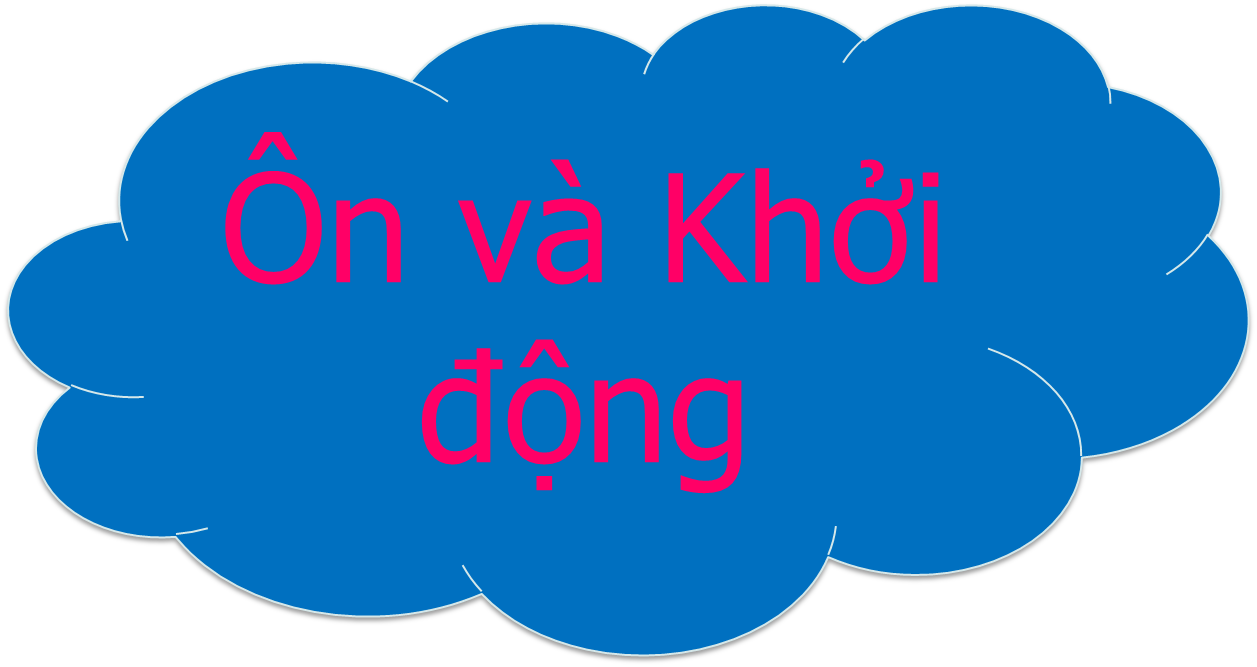 Ôn và Khởi
động